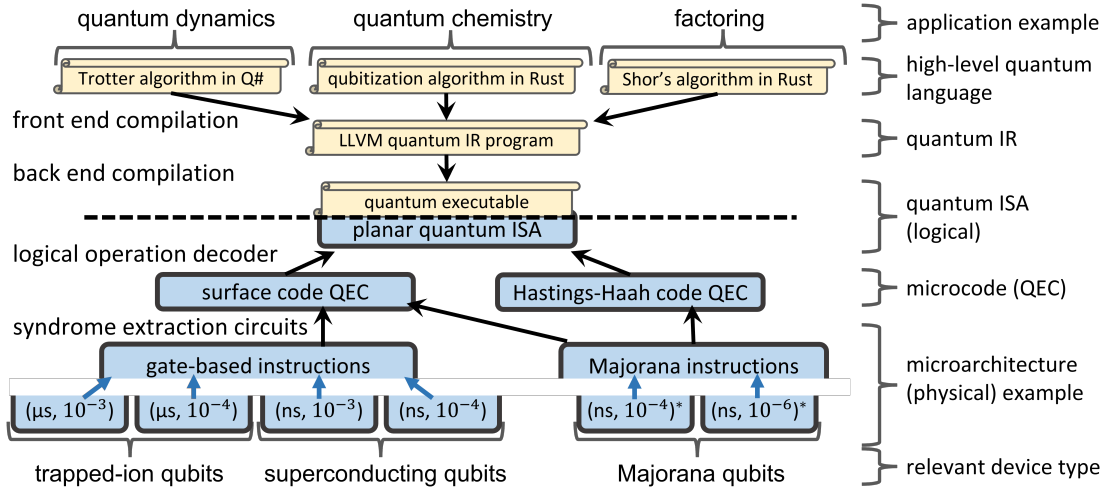 quantum dynamics
quantum chemistry
factoring
application example
Trotter algorithm in Q#
qubitization algorithm in Rust
Shor’s algorithm in Rust
high-level quantum
language
front end compilation
LLVM quantum IR program
quantum IR
back end compilation
quantum executable
planar quantum ISA
quantum ISA
(logical)
logical operation decoder
surface code QEC
Hastings-Haah code QEC
microcode (QEC)
syndrome extraction circuits
gate-based instructions
Majorana instructions
microarchitecture
(physical) example
(μs, 10⁻³)
(μs, 10⁻⁴)
(ns, 10⁻³)
(ns, 10⁻⁴)
(ns, 10⁻⁴)*
(ns, 10⁻⁶)*
trapped-ion qubits
superconducting qubits
Majorana qubits
relevant device type